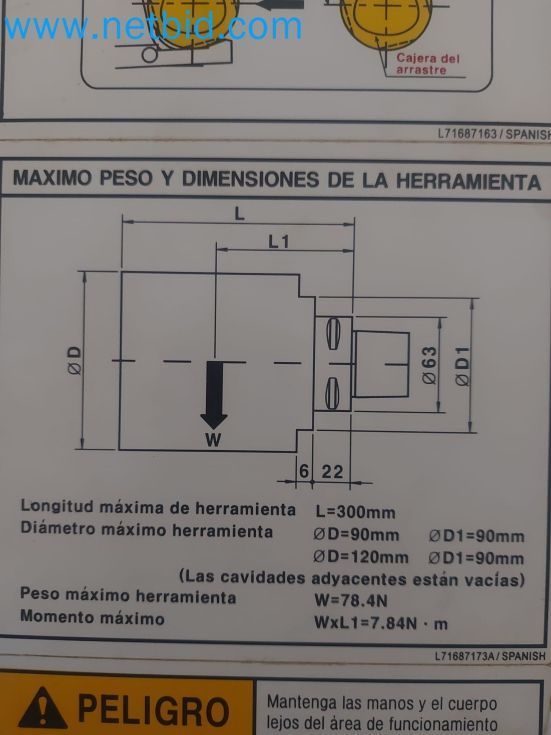 www.netbid.com
Cajera del
arrastre
L71687163 / SPANISH
MAXIMO PESO Y DIMENSIONES DE LA HERRAMIENTA
L
L1
ØD
W
Ø63
ØD1
6 22
Longitud máxima de herramienta L=300mm
Diámetro máximo herramienta ØD=90mm ØD1=90mm
ØD=120mm ØD1=90mm
(Las cavidades adyacentes están vacías)
Peso máximo herramienta W=78.4N
Momento máximo WxL1=7.84N · m
L71687173A / SPANISH
PELIGRO
Mantenga las manos y el cuerpo
lejos del área de funcionamiento